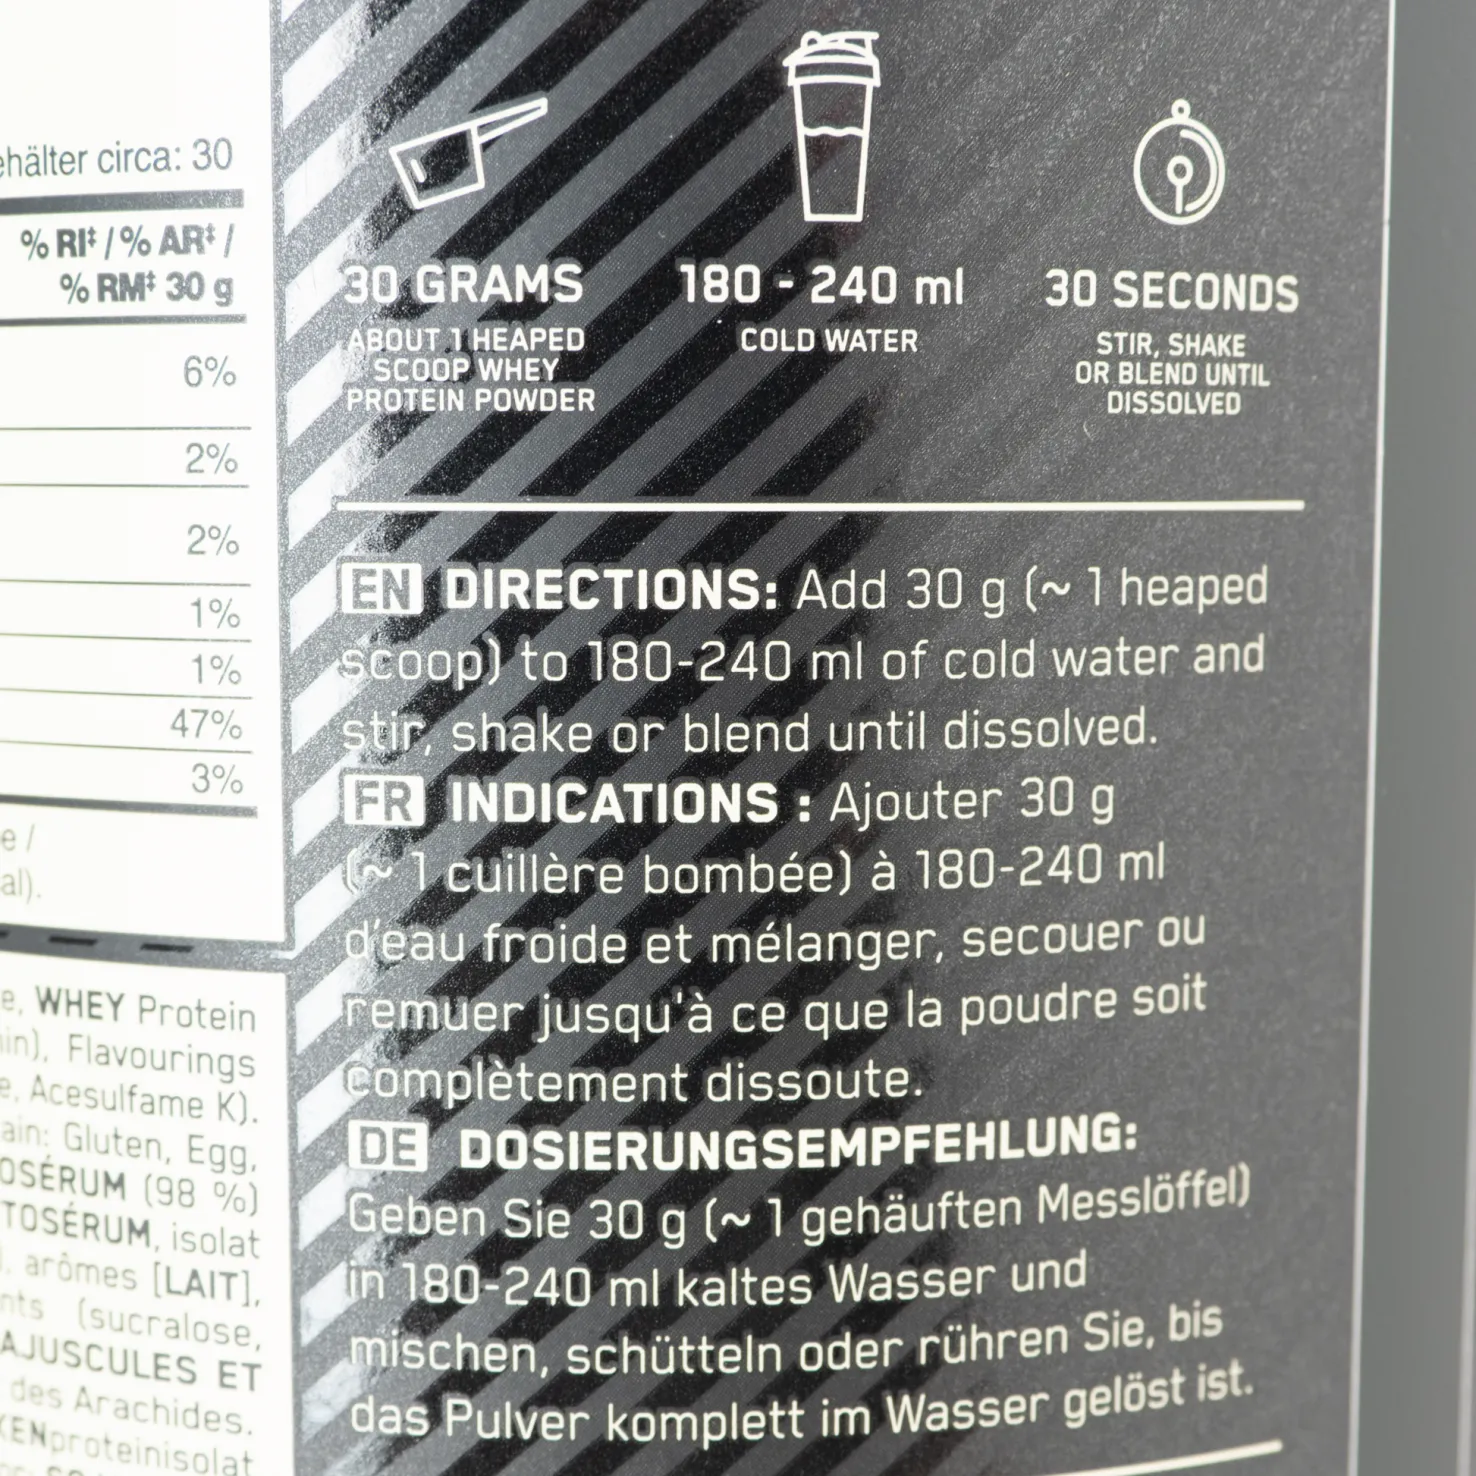 ehälter circa: 30
% RI‡ / % AR‡ /
% RM‡ 30 g
6%
2%
2%
1%
1%
47%
3%
e /
al).
e, WHEY Protein
in), Flavourings
e, Acesulfame K).
ain: Gluten, Egg,
OSÉRUM (98 %)
TOSÉRUM, isolat
), arômes [LAIT],
nts (sucralose,
AJUSCULES ET
des Arachides.
KENproteinisolat
30 GRAMS
ABOUT 1 HEAPED
SCOOP WHEY
PROTEIN POWDER
180 - 240 ml
COLD WATER
30 SECONDS
STIR, SHAKE
OR BLEND UNTIL
DISSOLVED
EN DIRECTIONS: Add 30 g (~ 1 heaped
scoop) to 180-240 ml of cold water and
stir, shake or blend until dissolved.
FR INDICATIONS : Ajouter 30 g
(~ 1 cuillère bombée) à 180-240 ml
d'eau froide et mélanger, secouer ou
remuer jusqu'à ce que la poudre soit
complètement dissoute.
DE DOSIERUNGSEMPFEHLUNG:
Geben Sie 30 g (~ 1 gehäuften Messlöffel)
in 180-240 ml kaltes Wasser und
mischen, schütteln oder rühren Sie, bis
das Pulver komplett im Wasser gelöst ist.